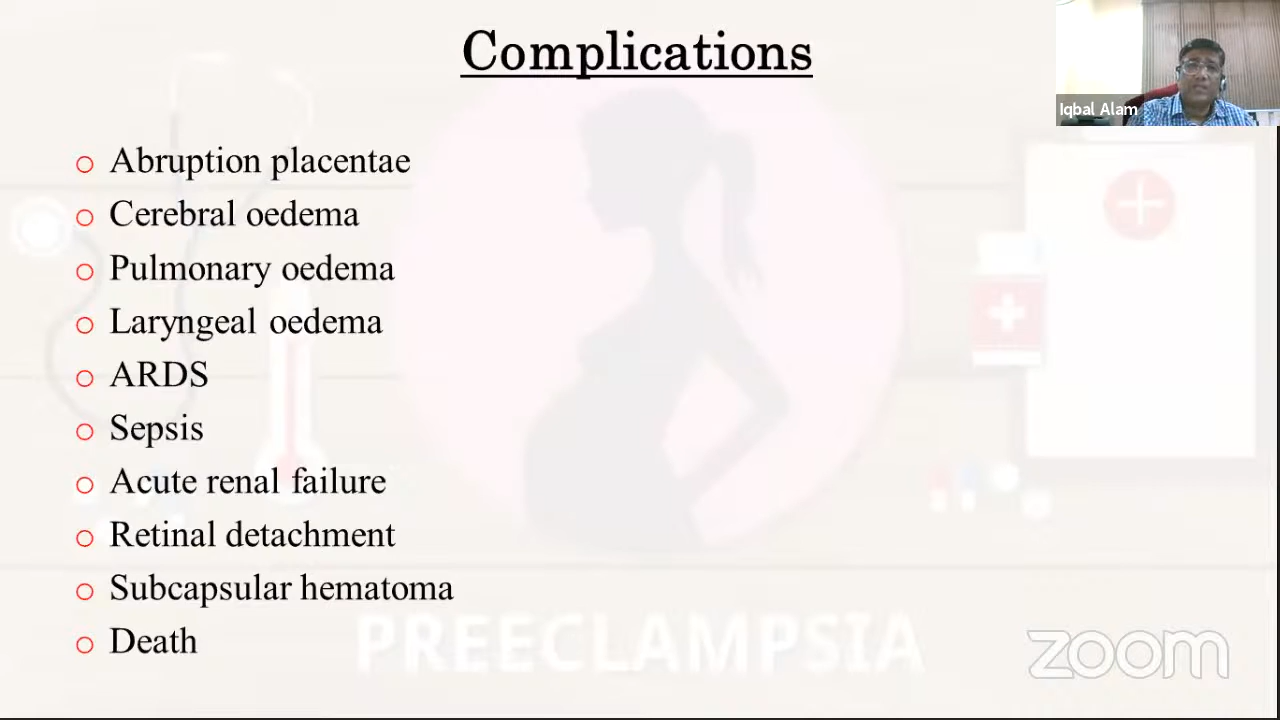 Complications
Iqbal Alam
Abruption placentae
Cerebral oedema
Pulmonary oedema
Laryngeal oedema
ARDS
Sepsis
Acute renal failure
Retinal detachment
Subcapsular hematoma
Death
PREECLAMPSIA
zoom